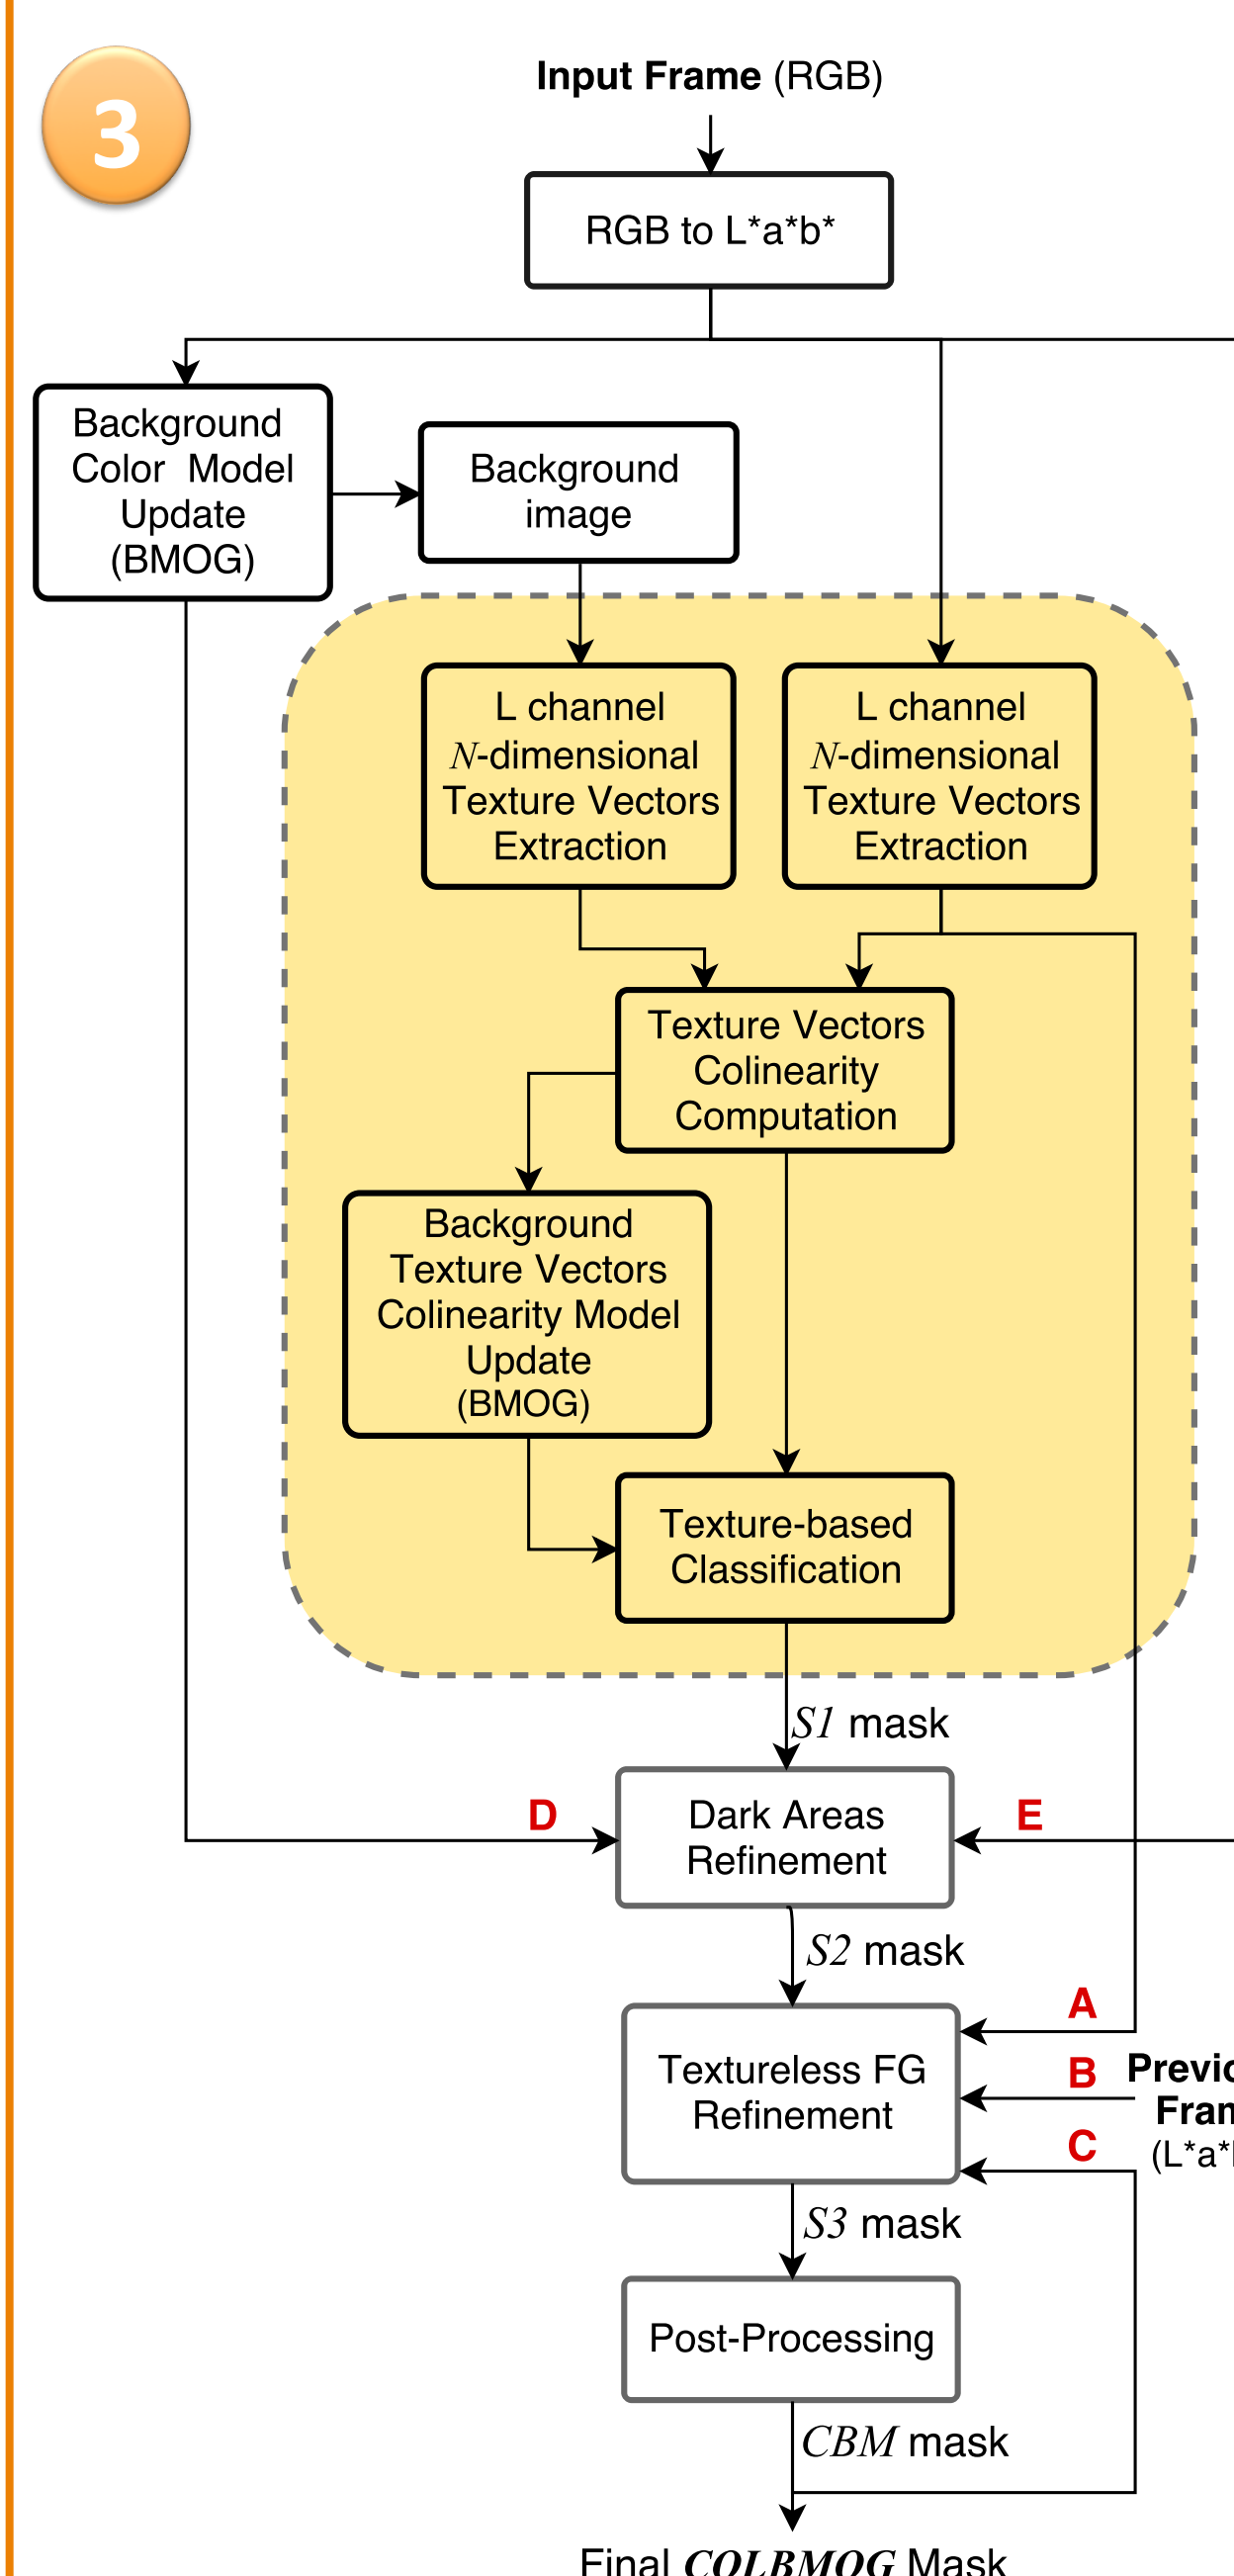 3
Input Frame (RGB)
RGB to L*a*b*
Background
Color Model
Update
(BMOG)
Background
image
L channel
N-dimensional
Texture Vectors
Extraction
L channel
N-dimensional
Texture Vectors
Extraction
Texture Vectors
Colinearity
Computation
Background
Texture Vectors
Colinearity Model
Update
(BMOG)
Texture-based
Classification
S1 mask
D
Dark Areas
Refinement
E
S2 mask
Textureless FG
Refinement
A
B
C
S3 mask
Post-Processing
CBM mask
Final COLBMOG Mask